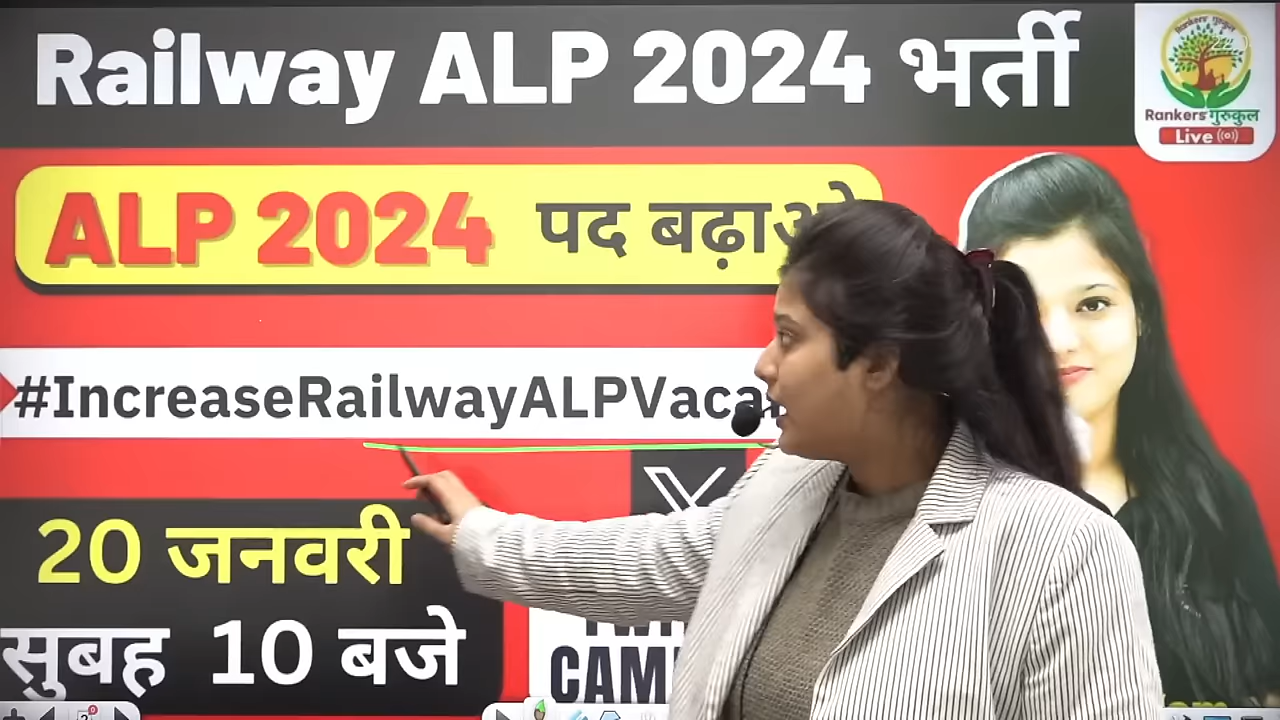 Railway ALP 2024 भर्ती
Rankers गुरुकुल
Live
ALP 2024 पद बढ़ाओ
#IncreaseRailwayALPVaca
X
20 जनवरी
सुबह 10 बजे
CAM